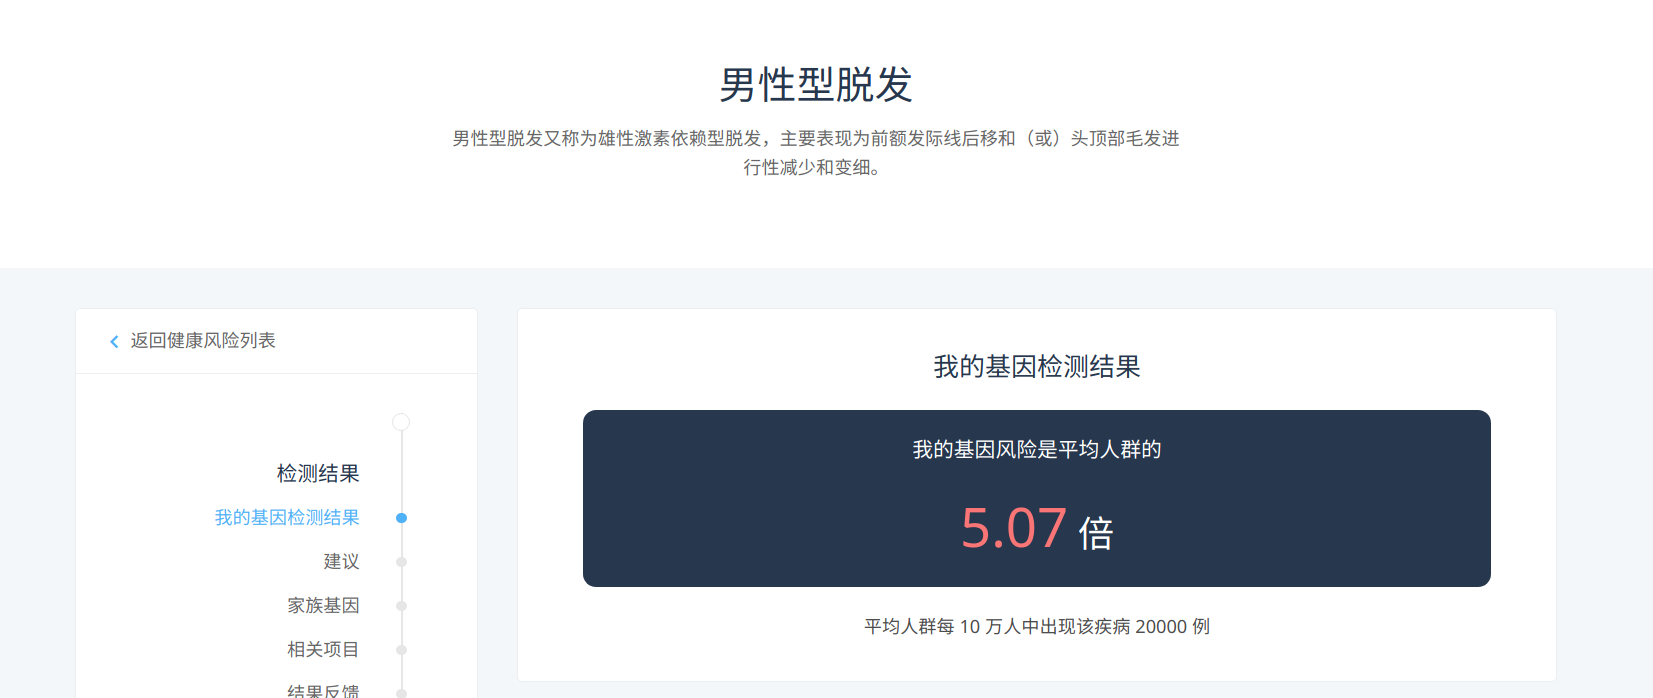 男性型脱发
男性型脱发又称为雄性激素依赖型脱发，主要表现为前额发际线后移和（或）头顶部毛发进
行性减少和变细。
返回健康风险列表
检测结果
我的基因检测结果
建议
家族基因
相关项目
结果反馈
我的基因检测结果
我的基因风险是平均人群的
5.07 倍
平均人群每 10 万人中出现该疾病 20000 例